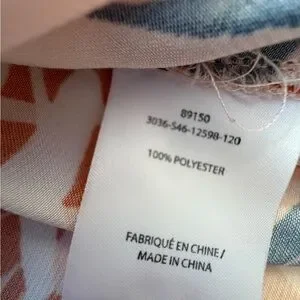 89150
3036-546-12598-120
100% POLYESTER
FABRIQUÉ EN CHINE/
MADE IN CHINA